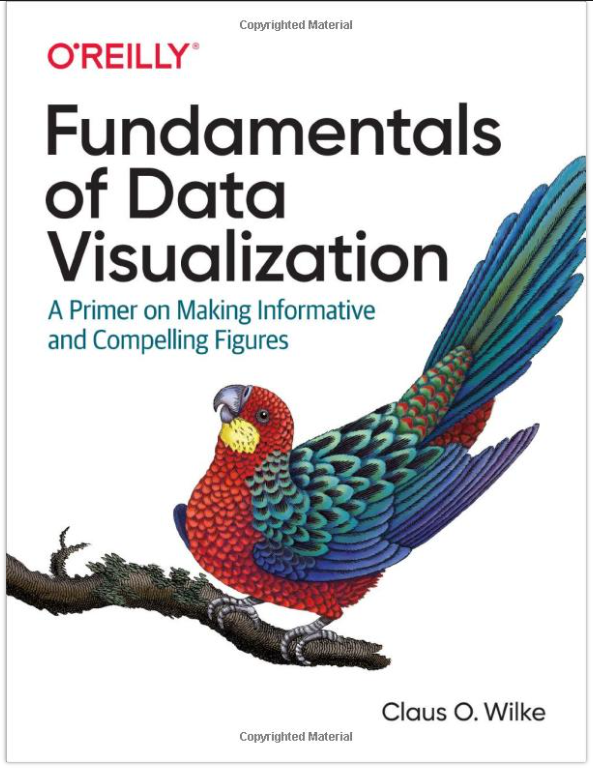 Copyrighted Material
O'REILLY®
Fundamentals
of Data
Visualization
A Primer on Making Informative
and Compelling Figures
Claus O. Wilke
Copyrighted Material